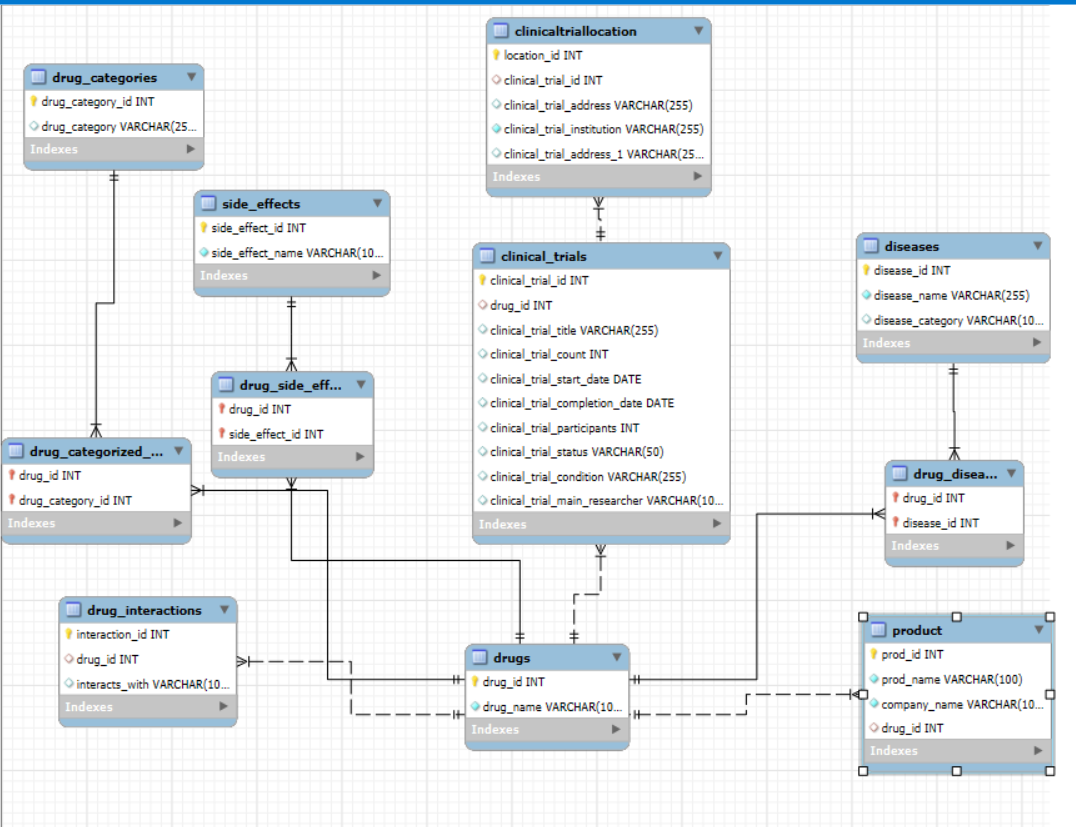 clinicaltriallocation
location_id INT
clinical_trial_id INT
clinical_trial_address VARCHAR(255)
clinical_trial_institution VARCHAR(255)
clinical_trial_address_1 VARCHAR(25...
Indexes
drug_categories
drug_category_id INT
drug_category VARCHAR(25...
Indexes
side_effects
side_effect_id INT
side_effect_name VARCHAR(10...
Indexes
clinical_trials
clinical_trial_id INT
drug_id INT
clinical_trial_title VARCHAR(255)
clinical_trial_count INT
clinical_trial_start_date DATE
clinical_trial_completion_date DATE
clinical_trial_participants INT
clinical_trial_status VARCHAR(50)
clinical_trial_condition VARCHAR(255)
clinical_trial_main_researcher VARCHAR(10...
Indexes
diseases
disease_id INT
disease_name VARCHAR(255)
disease_category VARCHAR(10...
Indexes
drug_side_eff...
drug_id INT
side_effect_id INT
Indexes
drug_categorized_...
drug_id INT
drug_category_id INT
Indexes
drug_disea...
drug_id INT
disease_id INT
Indexes
drug_interactions
interaction_id INT
drug_id INT
interacts_with VARCHAR(10...
Indexes
drugs
drug_id INT
drug_name VARCHAR(10...
Indexes
product
prod_id INT
prod_name VARCHAR(100)
company_name VARCHAR(10...
drug_id INT
Indexes